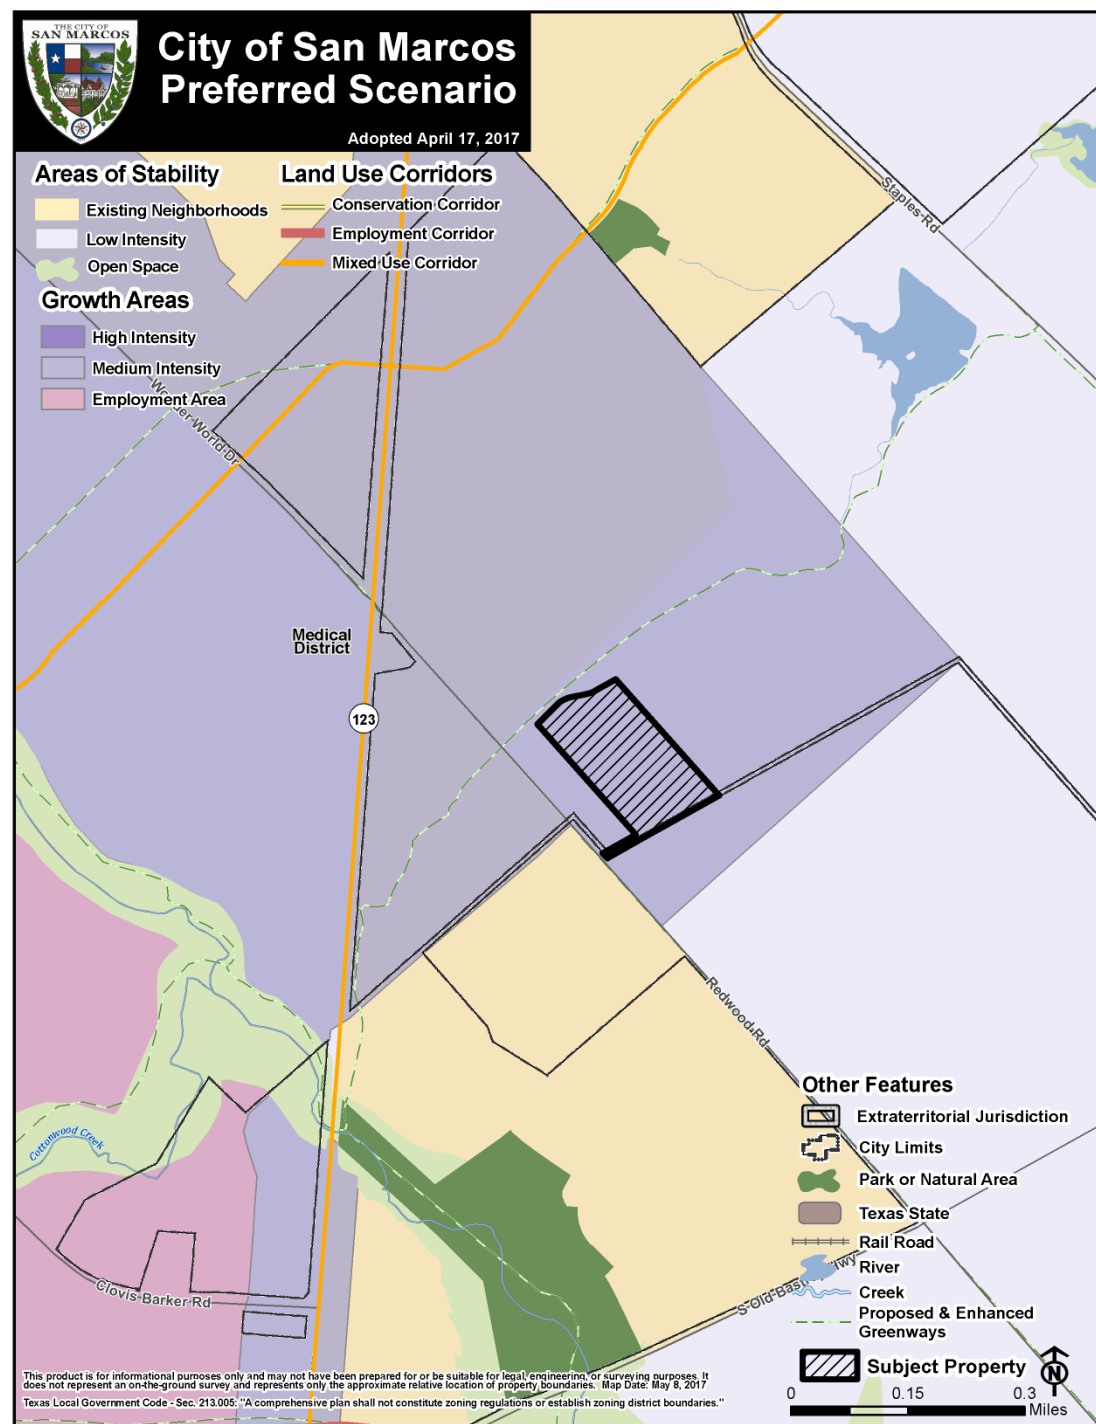 THE CITY OF
SAN MARCOS
City of San Marcos
Preferred Scenario
Adopted April 17, 2017
Areas of Stability
Existing Neighborhoods
Low Intensity
Open Space
Growth Areas
High Intensity
Medium Intensity
Employment Area
Land Use Corridors
Conservation Corridor
Employment Corridor
Mixed Use Corridor
Staples Rd
Wonder World Dr
Medical
District
123
Redwood Rd
Cottonwood Creek
Clovis Barker Rd
S Old Bastrop Hwy
Other Features
Extraterritorial Jurisdiction
City Limits
Park or Natural Area
Texas State
Rail Road
River
Creek
Proposed & Enhanced
Greenways
Subject Property
N
0 0.15 0.3
Miles
This product is for informational purposes only and may not have been prepared for or be suitable for legal, engineering, or surveying purposes. It
does not represent an on-the-ground survey and represents only the approximate relative location of property boundaries. Map Date: May 8, 2017
Texas Local Government Code - Sec. 213.005: "A comprehensive plan shall not constitute zoning regulations or establish zoning district boundaries."